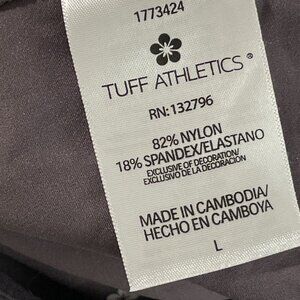 1773424
TUFF ATHLETICS®
RN: 132796
82% NYLON
18% SPANDEX/ELASTANO
EXCLUSIVE OF DECORATION/
EXCLUSIVO DE LA DECORACIÓN
MADE IN CAMBODIA/
HECHO EN CAMBOYA
L